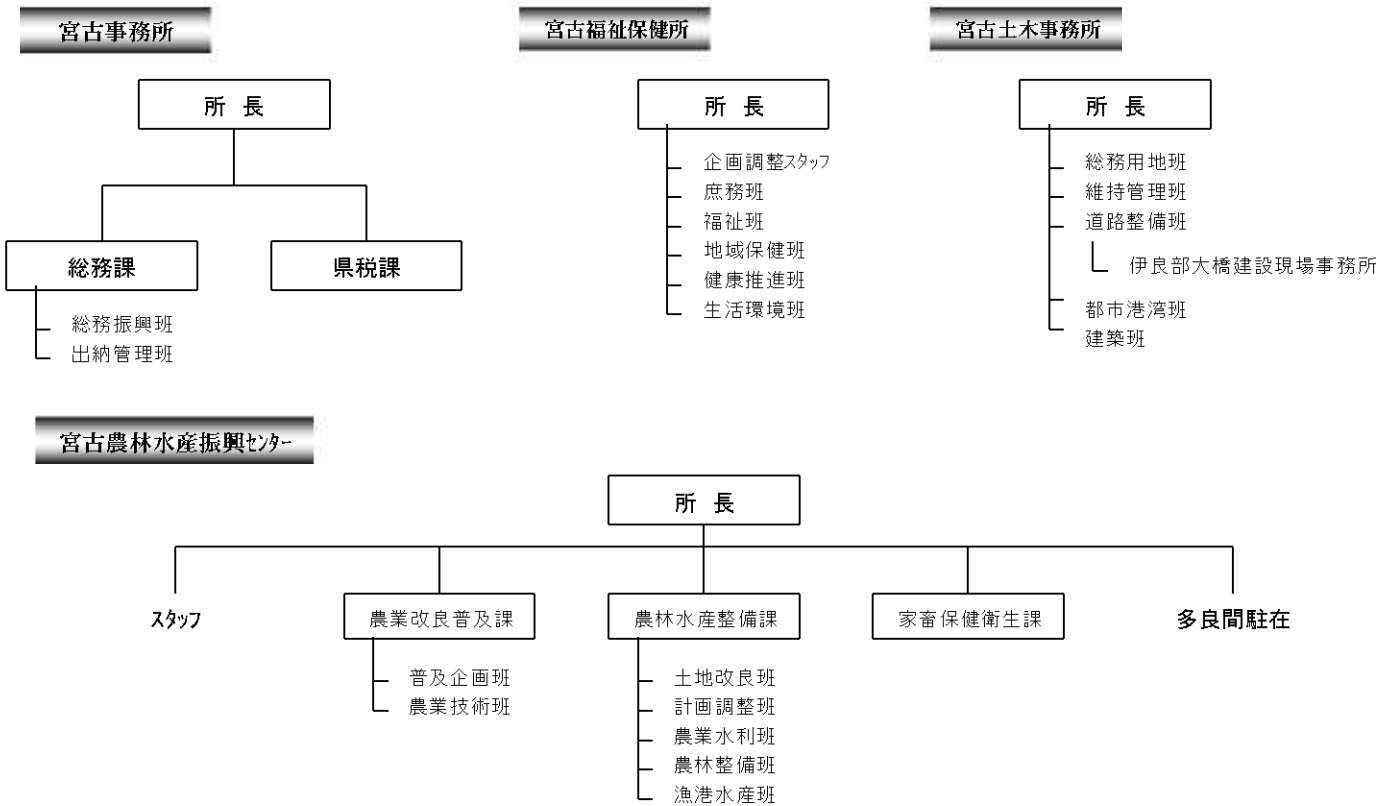 宮古事務所
所 長
総務課
総務振興班
出納管理班
県税課
宮古福祉保健所
所 長
企画調整スタッフ
庶務班
福祉班
地域保健班
健康推進班
生活環境班
宮古土木事務所
所 長
総務用地班
維持管理班
道路整備班
伊良部大橋建設現場事務所
都市港湾班
建築班
宮古農林水産振興センター
所 長
スタッフ
農業改良普及課
普及企画班
農業技術班
農林水産整備課
土地改良班
計画調整班
農業水利班
農林整備班
漁港水産班
家畜保健衛生課
多良間駐在